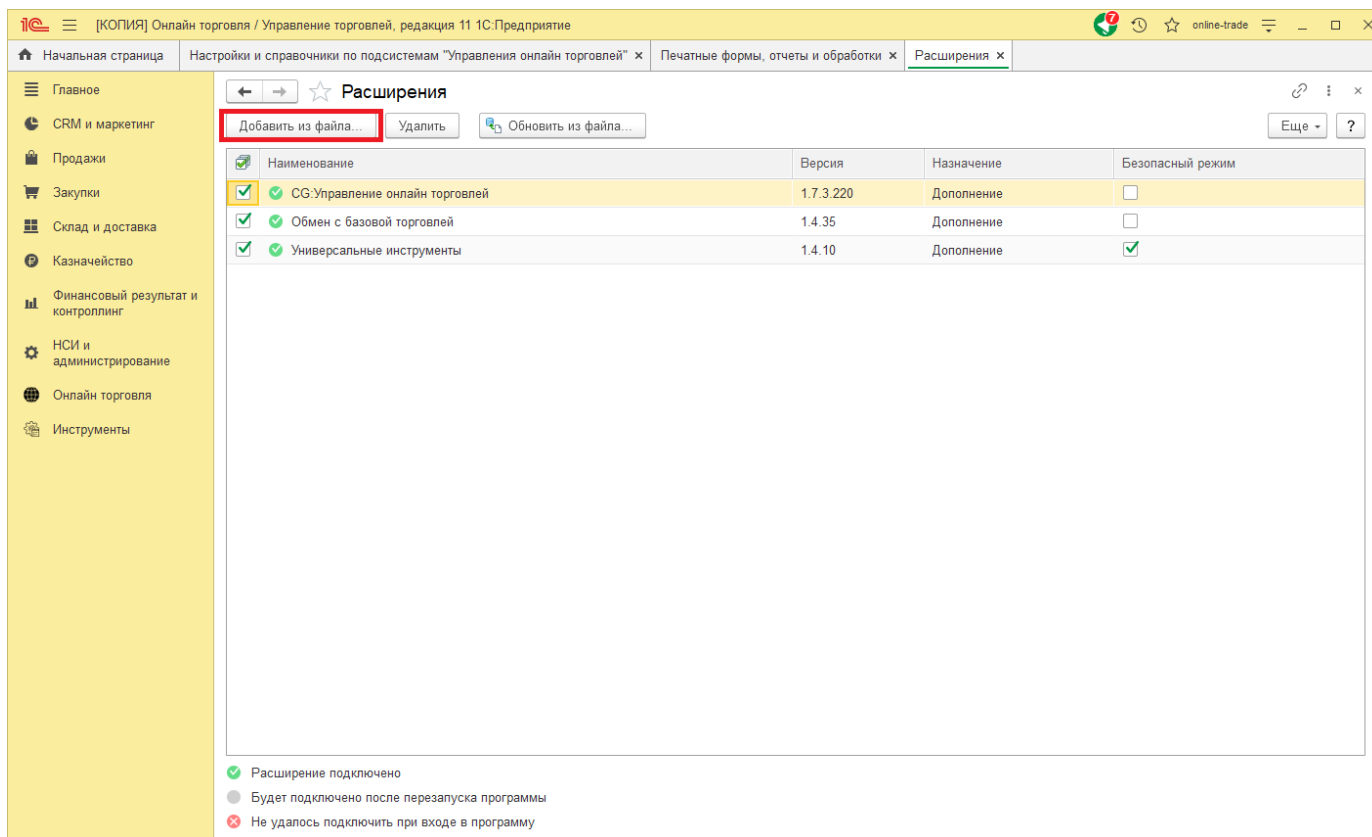 1С [КОПИЯ] Онлайн торговля / Управление торговлей, редакция 11 1С:Предприятие 7 online-trade
Начальная страница Настройки и справочники по подсистемам "Управления онлайн торговлей" Печатные формы, отчеты и обработки Расширения
Главное
CRM и маркетинг
Продажи
Закупки
Склад и доставка
Казначейство
Финансовый результат и
контроллинг
НСИ и
администрирование
Онлайн торговля
Инструменты
Расширения
Добавить из файла... Удалить Обновить из файла... Еще ?
Наименование Версия Назначение Безопасный режим
CG:Управление онлайн торговлей 1.7.3.220 Дополнение
Обмен с базовой торговлей 1.4.35 Дополнение
Универсальные инструменты 1.4.10 Дополнение
Расширение подключено
Будет подключено после перезапуска программы
Не удалось подключить при входе в программу